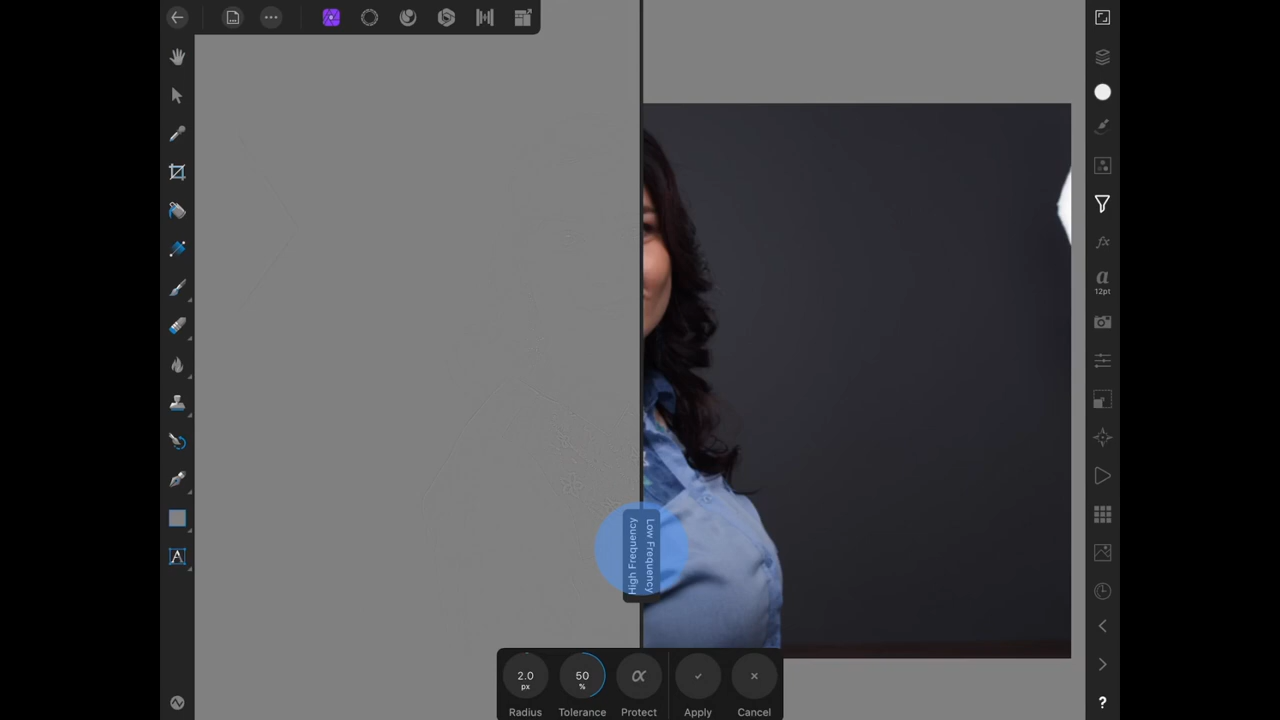 a
12pt
High Frequency
Low Frequency
A
2.0
px
50
%
α
Radius
Tolerance
Protect
Apply
Cancel
?